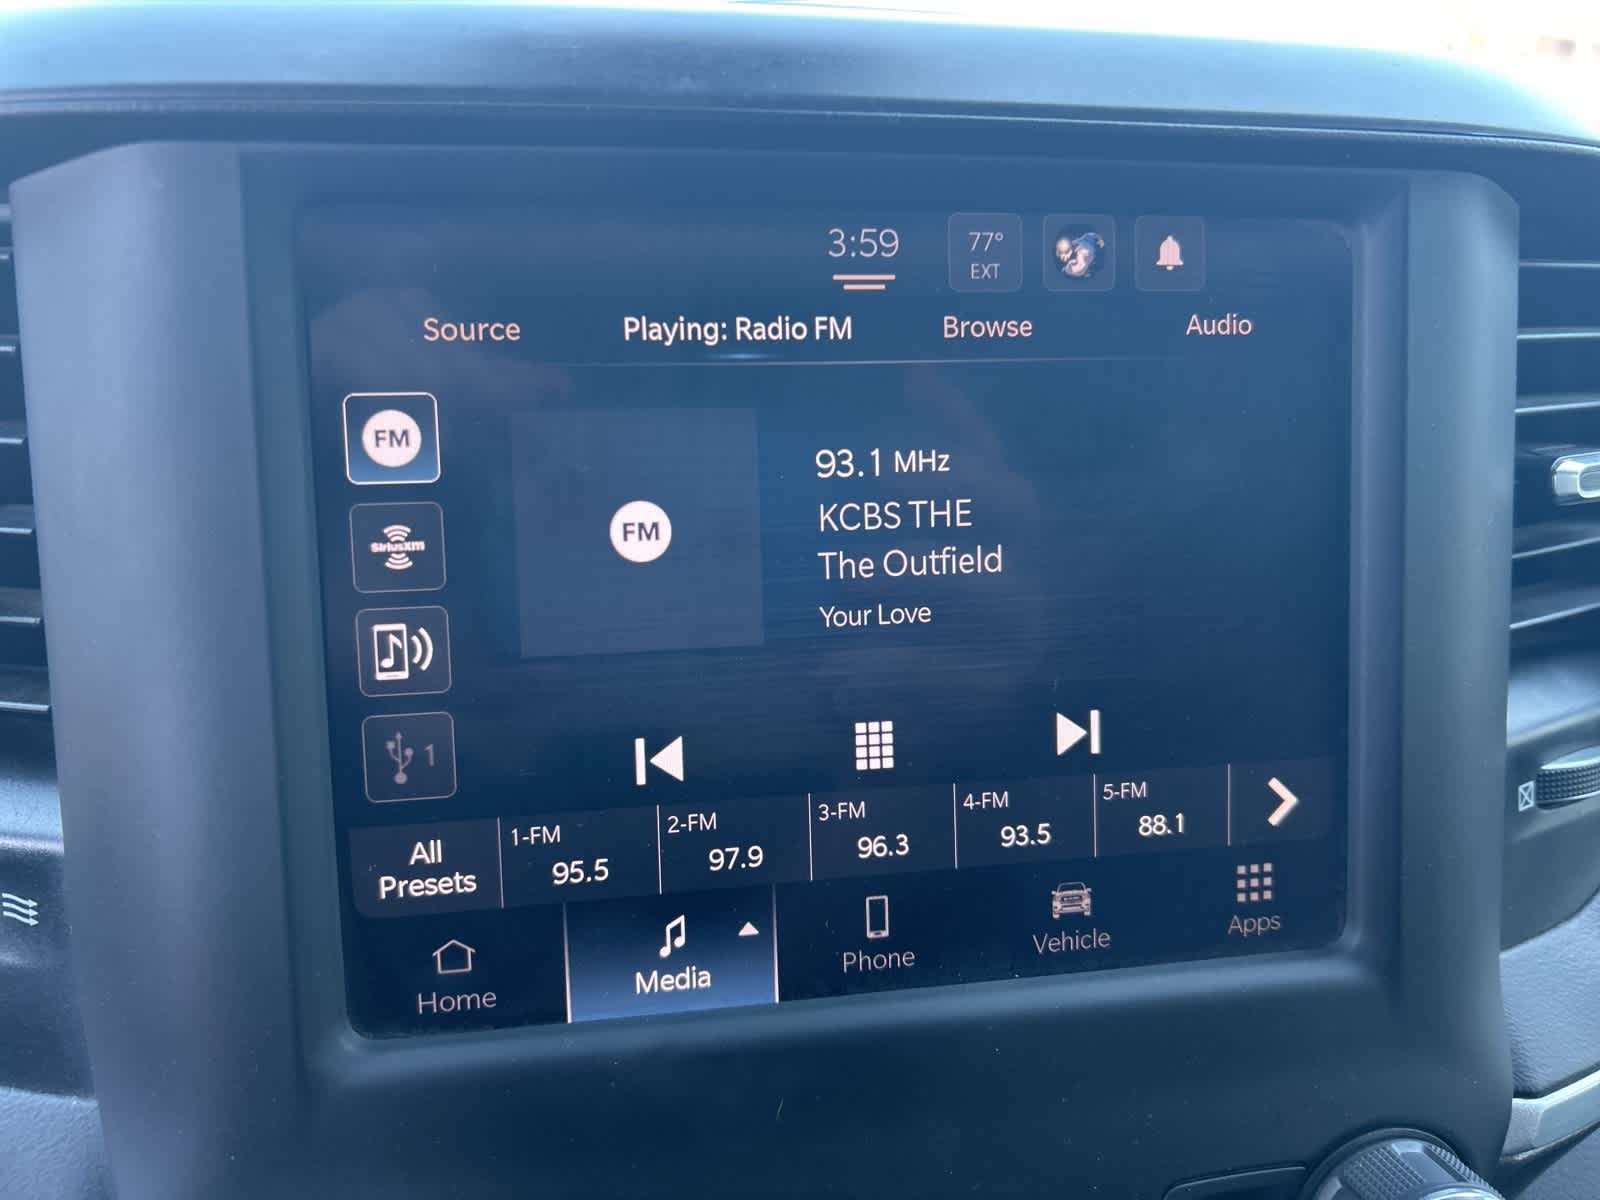 3:59
77°
EXT
Source
Playing: Radio FM
Browse
Audio
FM
SiriusXM
1
FM
93.1 MHz
KCBS THE
The Outfield
Your Love
All
Presets
1-FM
95.5
2-FM
97.9
3-FM
96.3
4-FM
93.5
5-FM
88.1
Home
Media
Phone
Vehicle
Apps